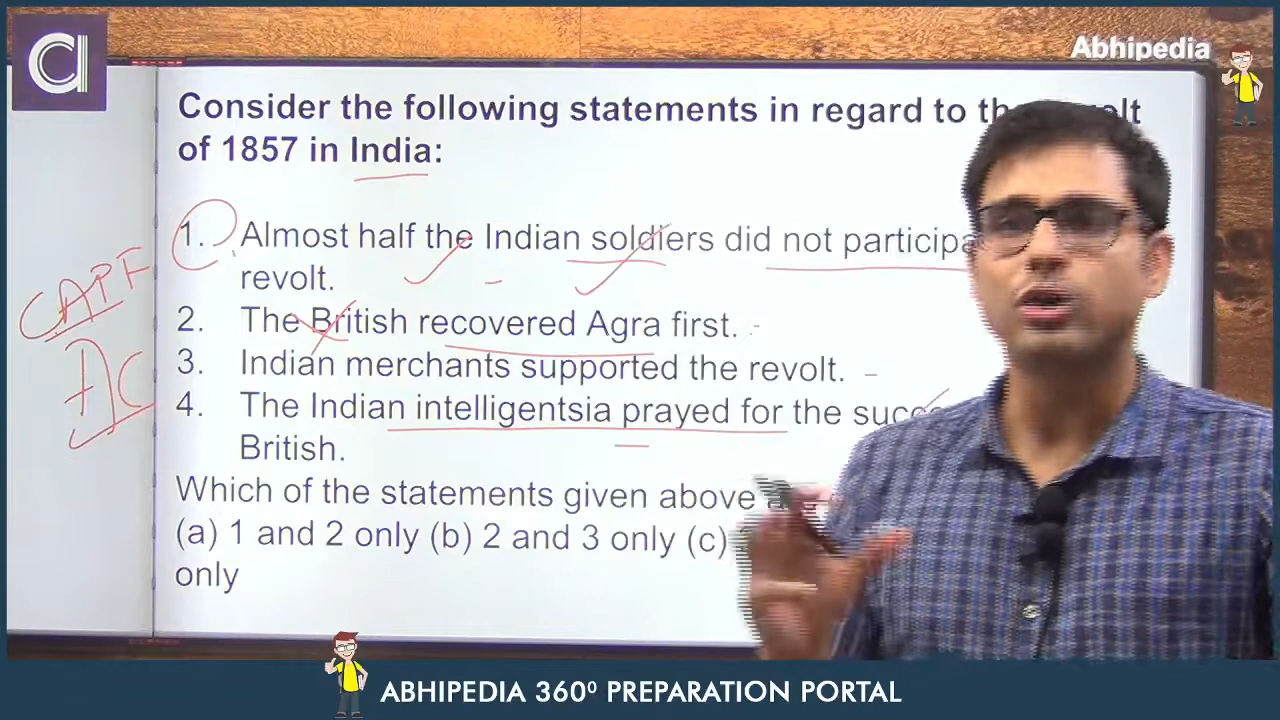 Abhipedia
Consider the following statements in regard to the
of 1857 in India:
1. Almost half the Indian soldiers did not
revolt.
2. The British recovered Agra first.
3. Indian merchants supported the revolt.
4. The Indian intelligentsia prayed for the
British.
Which of the statements given above
(a) 1 and 2 only (b) 2 and 3 only (c)
only
CAPF
AC
ABHIPEDIA 360⁰ PREPARATION PORTAL